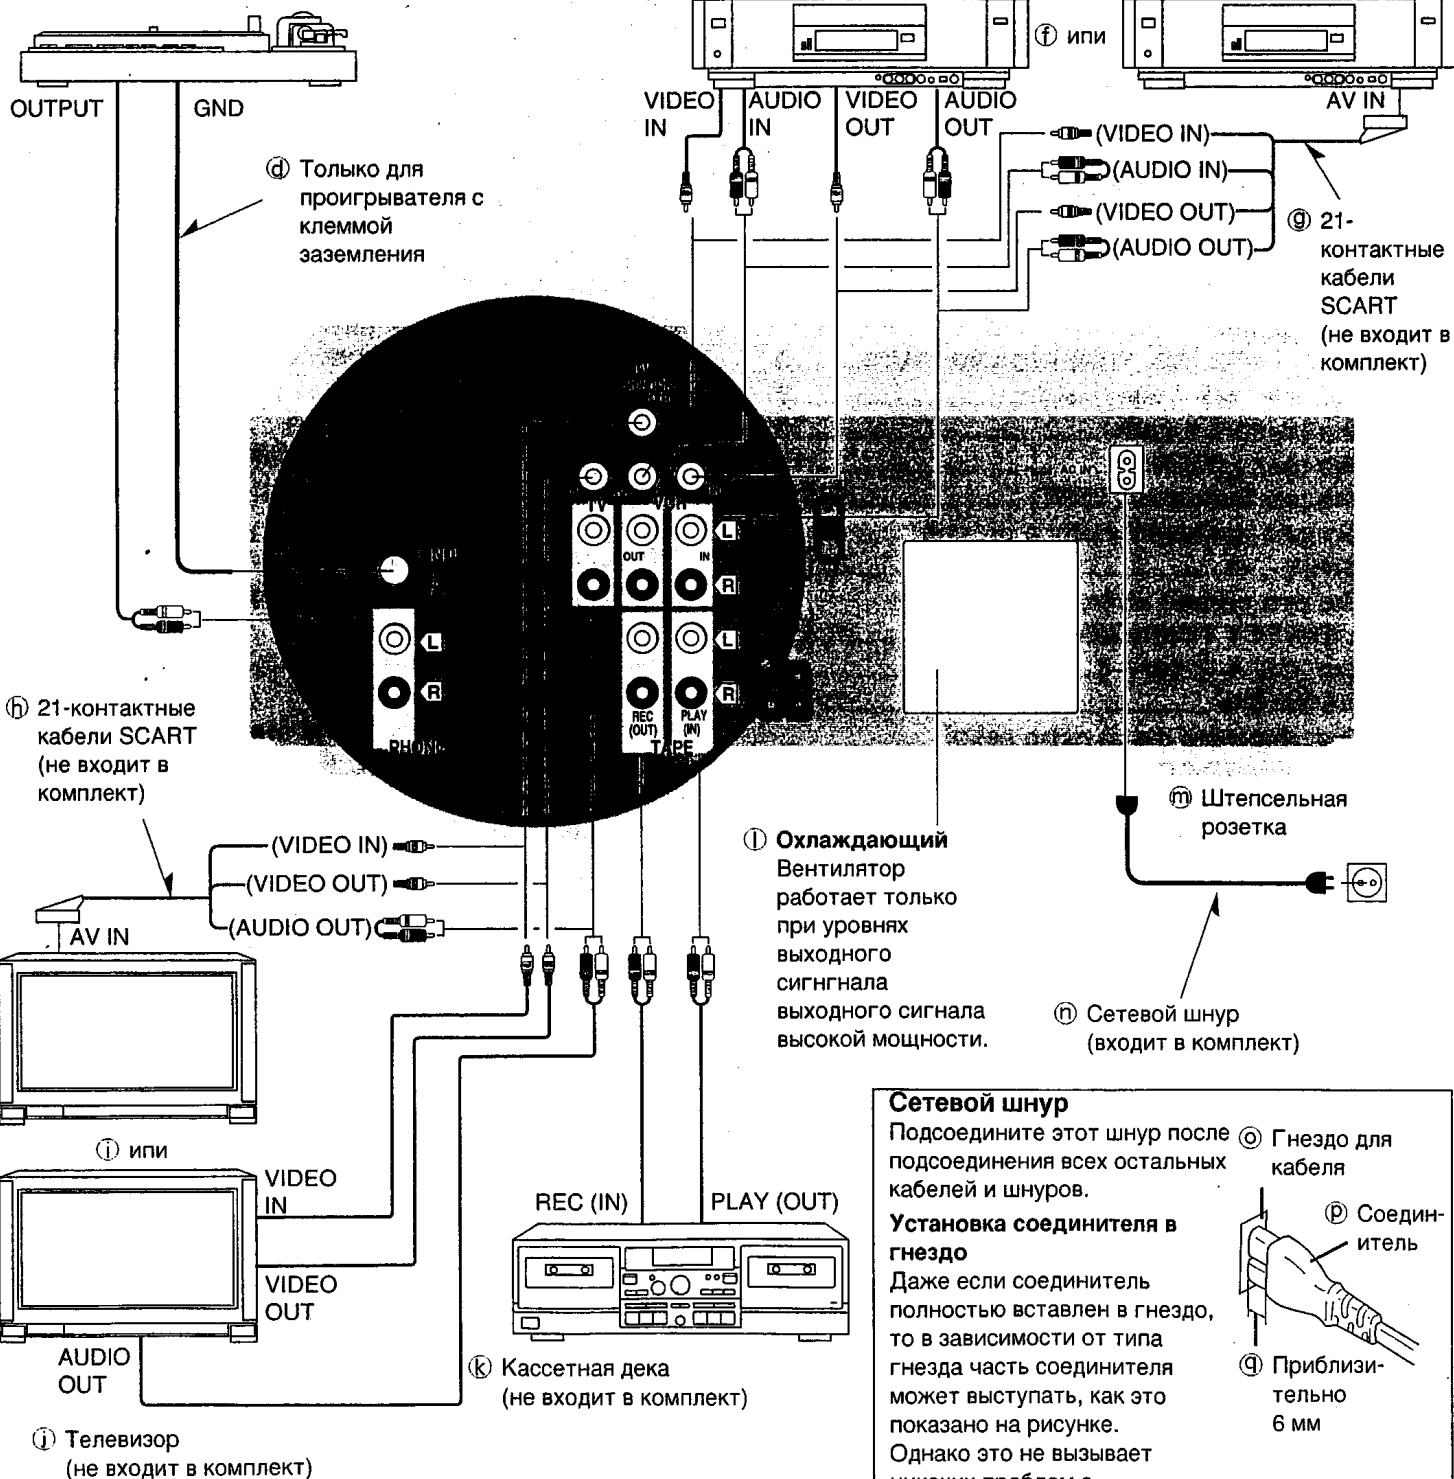 OUTPUT
GND
ⓓ Только для
проигрывателя с
клеммой
заземления
ⓕ ипи
VIDEO IN
AUDIO IN
VIDEO OUT
AUDIO OUT
AV IN
(VIDEO IN)
(AUDIO IN)
(VIDEO OUT)
(AUDIO OUT)
ⓖ 21-
контактные
кабели
SCART
(не входит в
комплект)
AC IN
TV
VCR
L
OUT
IN
R
L
R
L
R
REC (OUT)
PLAY (IN)
PHONO
TAPE
ⓗ 21-контактные
кабели SCART
(не входит в
комплект)
(VIDEO IN)
(VIDEO OUT)
(AUDIO OUT)
AV IN
ⓘ ипи
VIDEO
IN
VIDEO
OUT
AUDIO
OUT
ⓙ Телевизор
(не входит в комплект)
REC (IN)
PLAY (OUT)
ⓚ Кассетная дека
(не входит в комплект)
ⓛ Охлаждающий
Вентилятор
работает только
при уровнях
выходного
сигнгнала
выходного сигнала
высокой мощности.
ⓜ Штепсельная
розетка
ⓝ Сетевой шнур
(входит в комплект)
Сетевой шнур
Подсоедините этот шнур после
подсоединения всех остальных
кабелей и шнуров.
Установка соединителя в
гнездо
Даже если соединитель
полностью вставлен в гнездо,
то в зависимости от типа
гнезда часть соединителя
может выступать, как это
показано на рисунке.
Однако это не вызывает
ⓞ Гнездо для
кабеля
ⓟ Соедин-
итель
ⓠ Приблизи-
тельно
6 мм